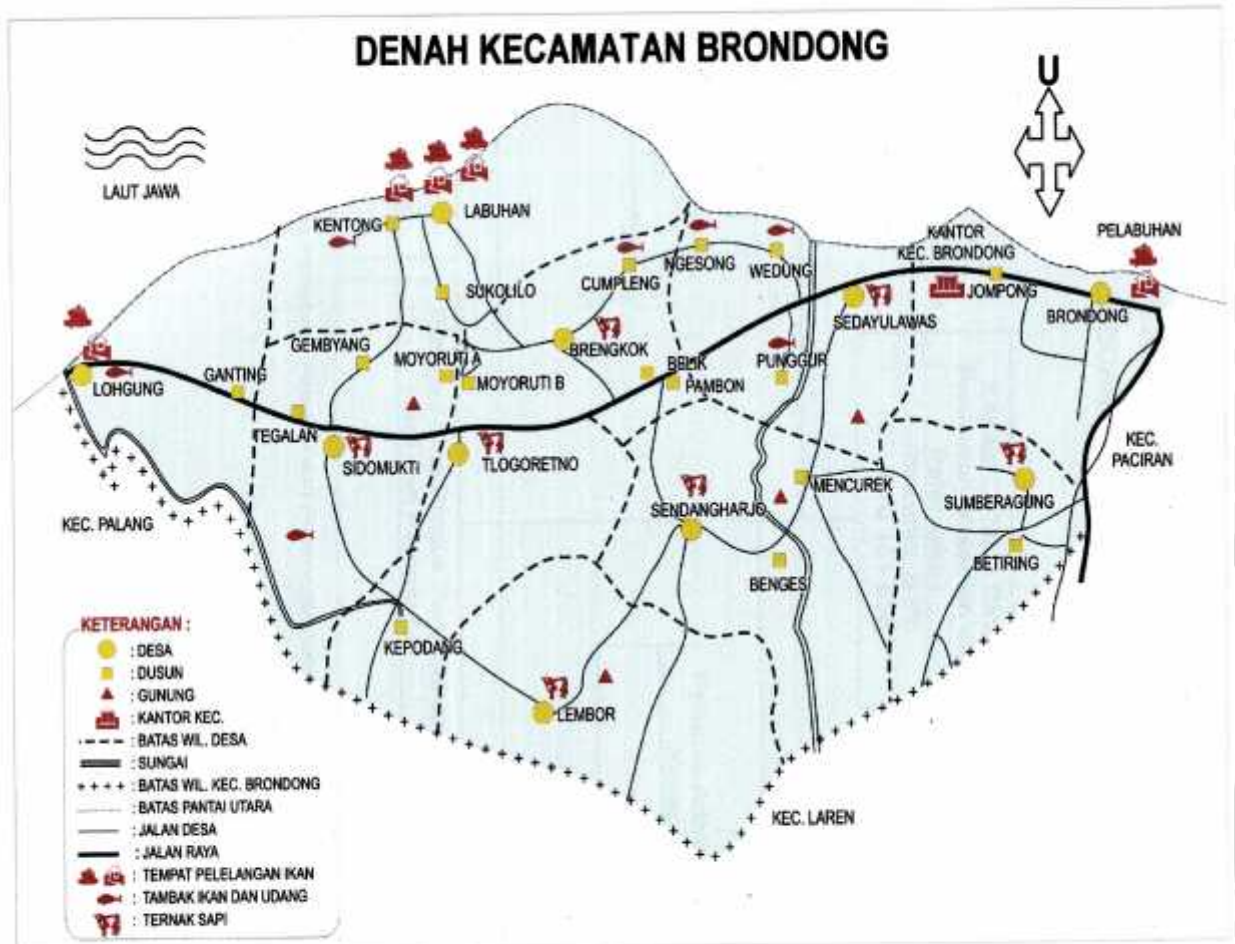 DENAH KECAMATAN BRONDONG
U
LAUT JAWA
KENTONG
LABUHAN
KANTOR
KEC. BRONDONG
PELABUHAN
NGESONG
WEDUNG
CUMPLENG
SUKOLILO
JOMPONG
SEDAYULAWAS
BRONDONG
GEMBYANG
MOYORUTI A
BRENGKOK
BELIK
PUNGGUR
LOHGUNG
GANTING
MOYORUTI B
PAMBON
TEGALAN
SIDOMUKTI
TLOGORETNO
KEC.
PACIRAN
MENCUREK
SUMBERAGUNG
SENDANGHARJO
KEC. PALANG
BENGES
BETIRING
KEPODANG
LEMBOR
KEC. LAREN
KETERANGAN :
: DESA
: DUSUN
: GUNUNG
: KANTOR KEC.
: BATAS WIL. DESA
: SUNGAI
: BATAS WIL. KEC. BRONDONG
: BATAS PANTAI UTARA
: JALAN DESA
: JALAN RAYA
: TEMPAT PELELANGAN IKAN
: TAMBAK IKAN DAN UDANG
: TERNAK SAPI